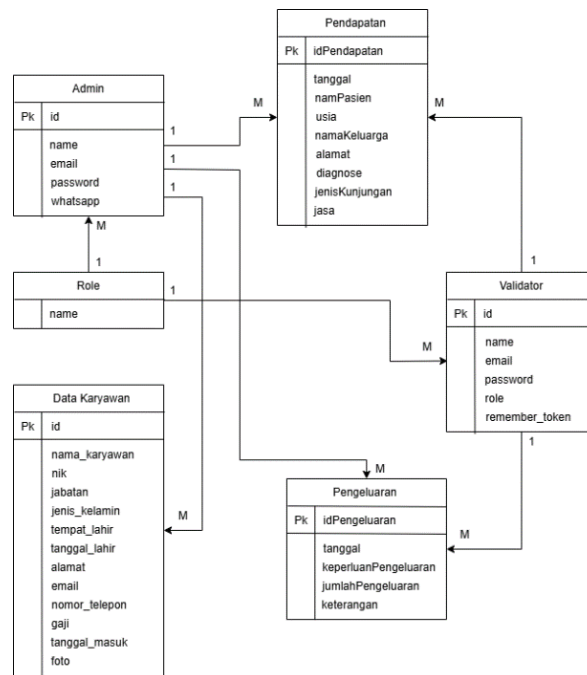 Pendapatan
Pk idPendapatan
tanggal
namPasien
usia
namaKeluarga
alamat
diagnose
jenisKunjungan
jasa
M
M
Admin
Pk id
name
email
password
whatsapp
1
1
1
M
1
Role
name
1
M
1
Validator
Pk id
name
email
password
role
remember_token
1
Data Karyawan
Pk id
nama_karyawan
nik
jabatan
jenis_kelamin
tempat_lahir
tanggal_lahir
alamat
email
nomor_telepon
gaji
tanggal_masuk
foto
M
M
Pengeluaran
Pk idPengeluaran
tanggal
keperluanPengeluaran
jumlahPengeluaran
keterangan
M